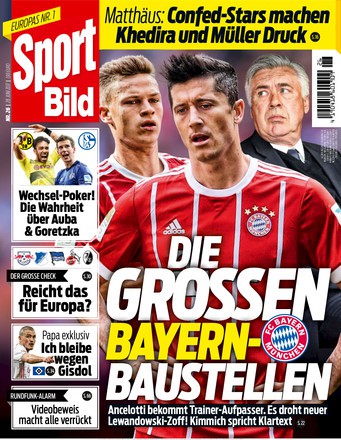 EUROPAS NR. 1
Sport
Bild
Matthäus: Confed-Stars machen
Khedira und Müller Druck
Wechsel-Poker!
Die Wahrheit
über Auba
& Goretzka
DER GROSSE CHECK
Reicht das
für Europa?
Papa exklusiv
Ich bleibe
wegen
Gisdol
RUNDFUNK-ALARM
Videobeweis
macht alle verrückt
DIE
GROSSEN
BAYERN-
BAUSTELLEN
FC BAYERN
MÜNCHEN
Ancelotti bekommt Trainer-Aufpasser. Es droht neuer
Lewandowski-Zoff! Kimmich spricht Klartext S.22